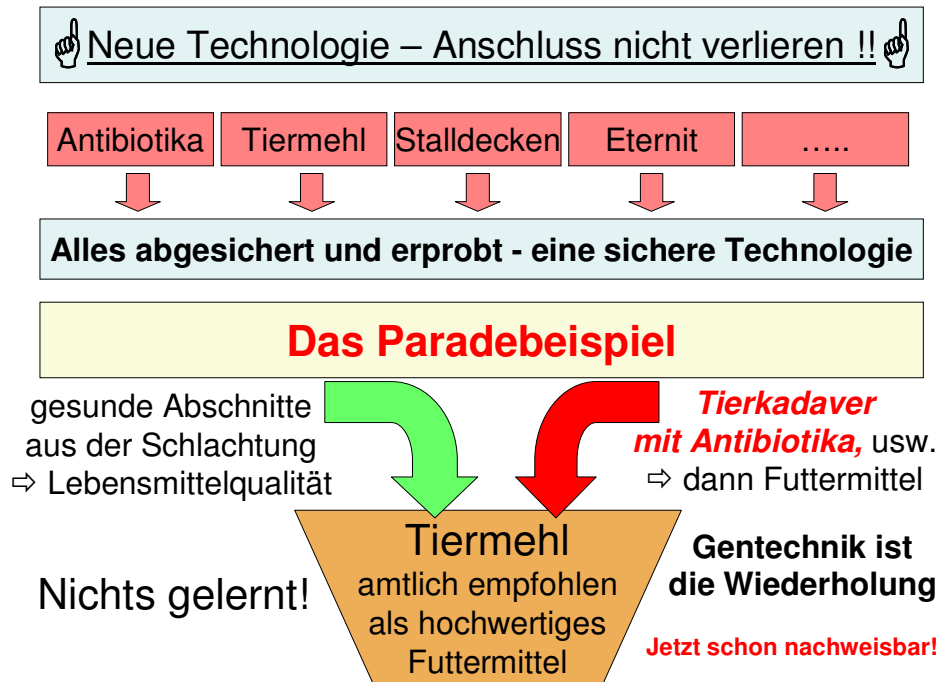 Neue Technologie – Anschluss nicht verlieren !!
Antibiotika Tiermehl Stalldecken Eternit …..
Alles abgesichert und erprobt - eine sichere Technologie
Das Paradebeispiel
gesunde Abschnitte
aus der Schlachtung
⇨ Lebensmittelqualität
Tierkadaver
mit Antibiotika, usw.
⇨ dann Futtermittel
Tiermehl
amtlich empfohlen
als hochwertiges
Futtermittel
Nichts gelernt!
Gentechnik ist
die Wiederholung
Jetzt schon nachweisbar!